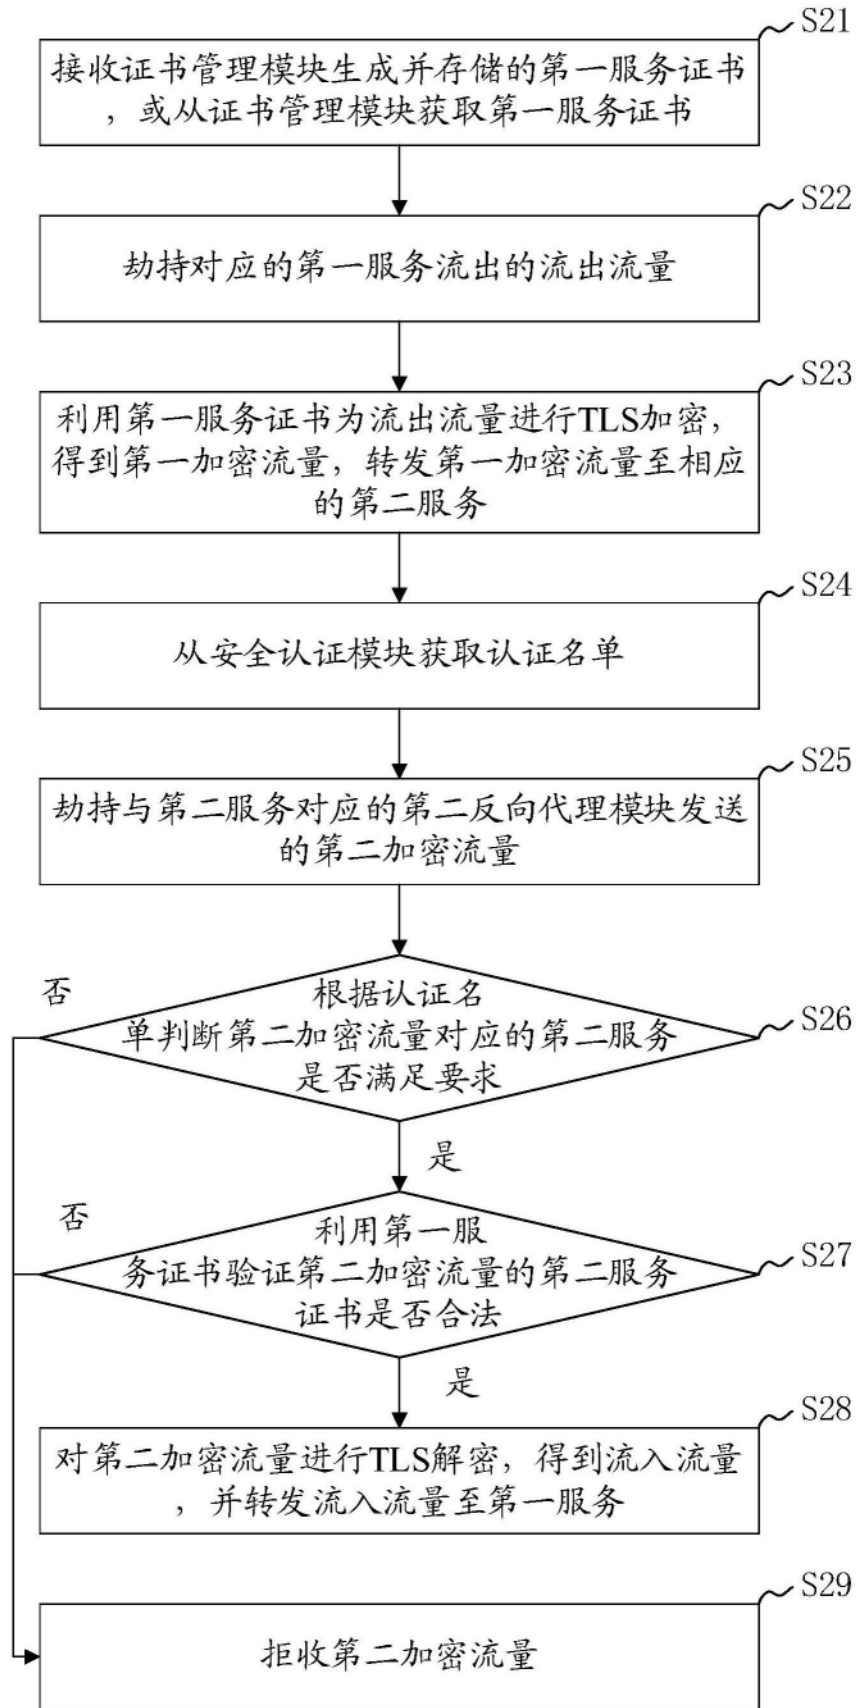 S21
接收证书管理模块生成并存储的第一服务证书
，或从证书管理模块获取第一服务证书
S22
劫持对应的第一服务流出的流出流量
S23
利用第一服务证书为流出流量进行TLS加密，
得到第一加密流量，转发第一加密流量至相应
的第二服务
S24
从安全认证模块获取认证名单
S25
劫持与第二服务对应的第二反向代理模块发送
的第二加密流量
否
根据认证名
单判断第二加密流量对应的第二服务
是否满足要求
S26
是
否
利用第一服
务证书验证第二加密流量的第二服务
证书是否合法
S27
是
S28
对第二加密流量进行TLS解密，得到流入流量
，并转发流入流量至第一服务
S29
拒收第二加密流量